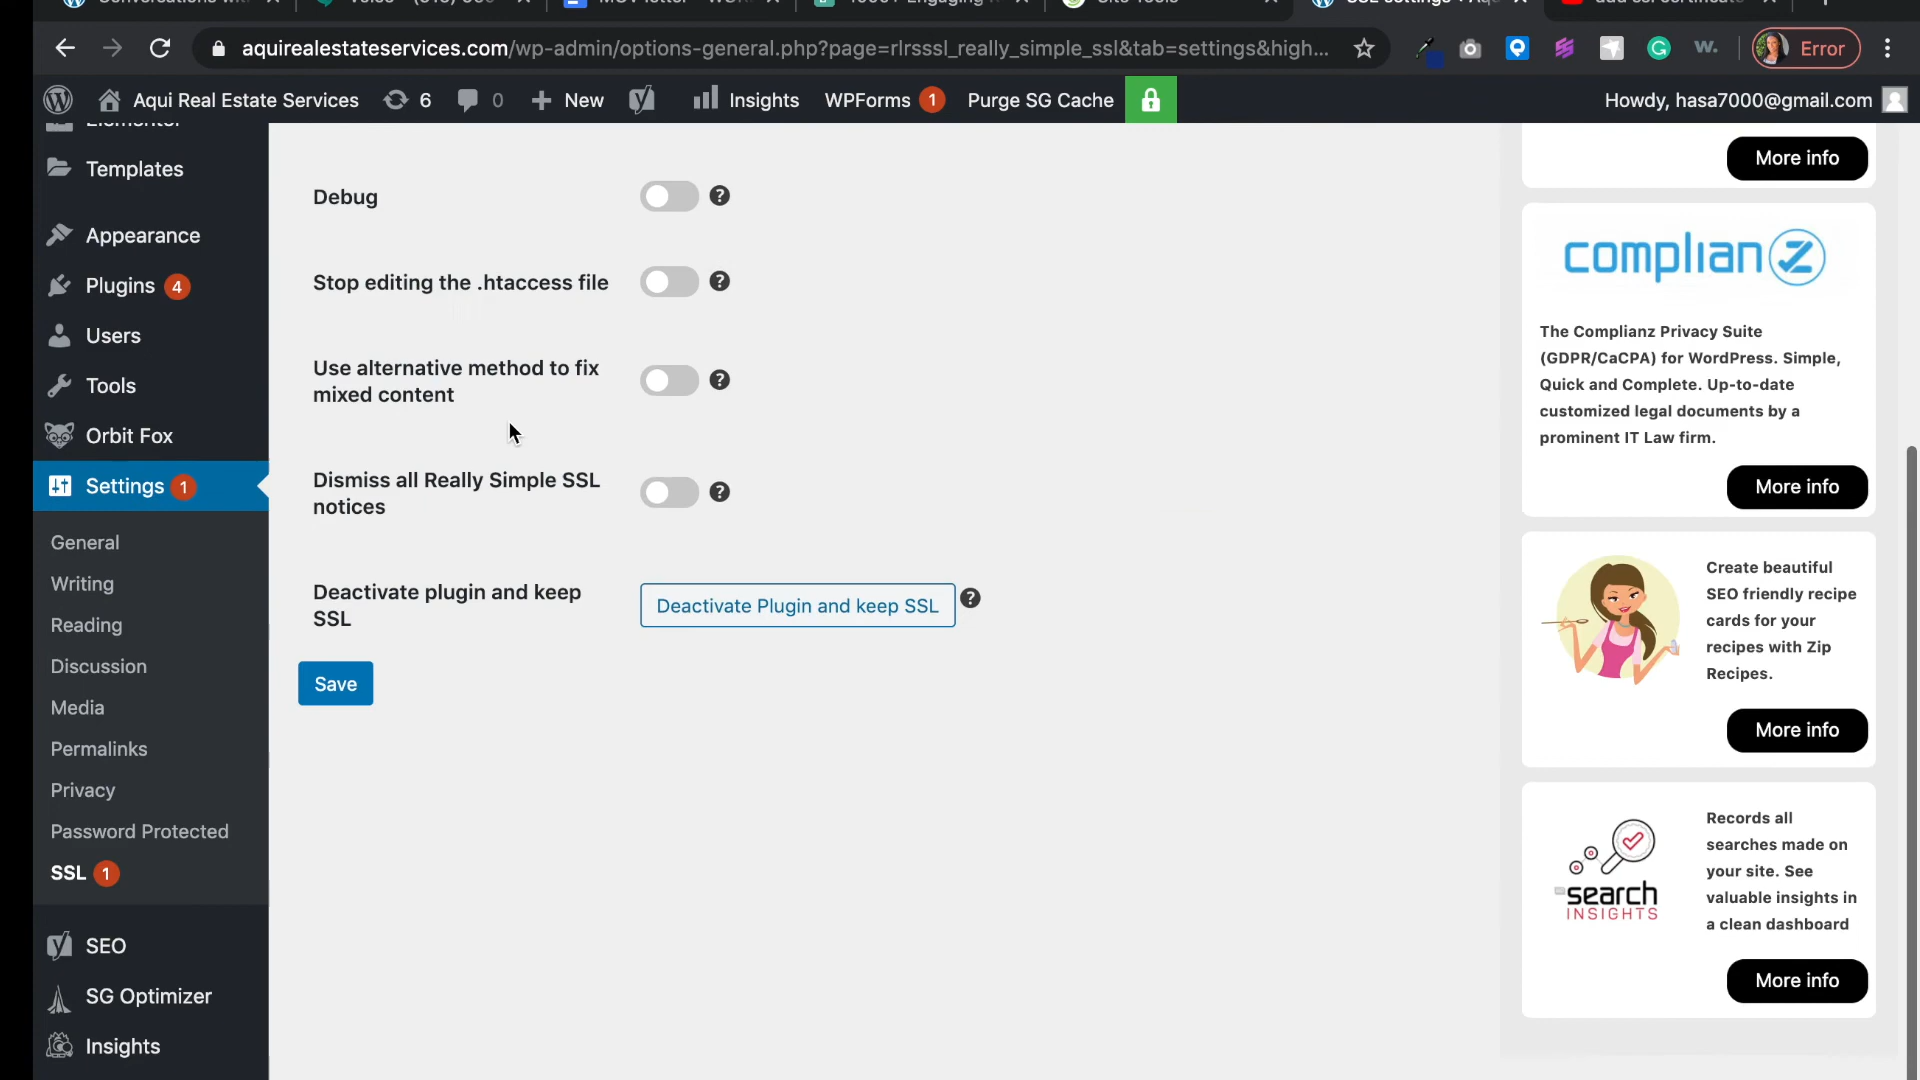 aquirealestateservices.com/wp-admin/options-general.php?page=rlrsssl_really_simple_ssl&tab=settings&high...
W.
Error
Aqui Real Estate Services
6
0
New
Insights
WPForms 1
Purge SG Cache
Howdy, hasa7000@gmail.com
Templates
Appearance
Plugins 4
Users
Tools
Orbit Fox
Settings 1
General
Writing
Reading
Discussion
Media
Permalinks
Privacy
Password Protected
SSL 1
SEO
SG Optimizer
Insights
Debug
Stop editing the .htaccess file
Use alternative method to fix
mixed content
Dismiss all Really Simple SSL
notices
Deactivate plugin and keep
SSL
Deactivate Plugin and keep SSL
Save
More info
complianz
The Complianz Privacy Suite
(GDPR/CaCPA) for WordPress. Simple,
Quick and Complete. Up-to-date
customized legal documents by a
prominent IT Law firm.
More info
Create beautiful
SEO friendly recipe
cards for your
recipes with Zip
Recipes.
More info
search
INSIGHTS
Records all
searches made on
your site. See
valuable insights in
a clean dashboard
More info